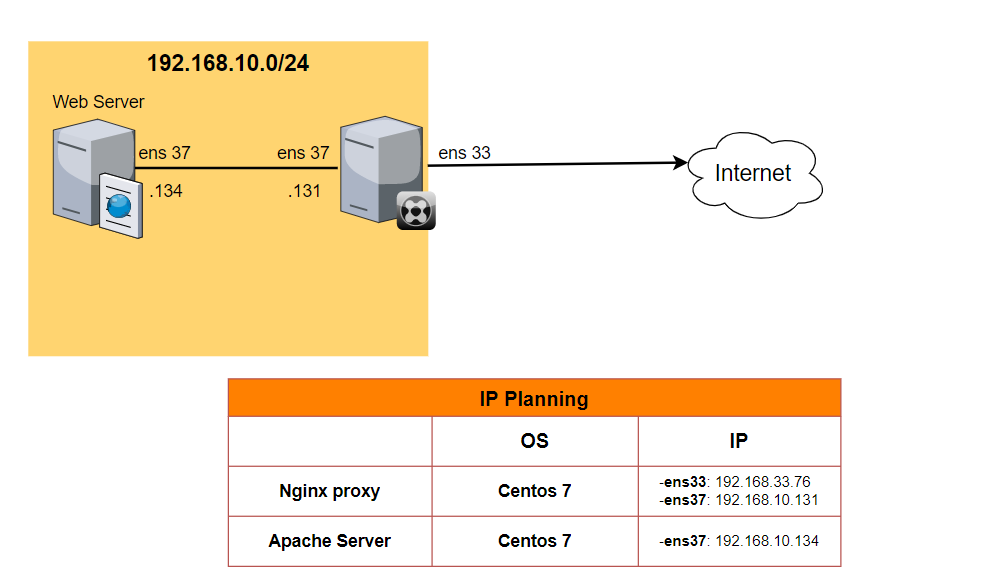 192.168.10.0/24
Web Server
ens 37
ens 37
ens 33
.134
.131
Internet
IP Planning
OS
IP
Nginx proxy
Centos 7
-ens33: 192.168.33.76
-ens37: 192.168.10.131
Apache Server
Centos 7
-ens37: 192.168.10.134